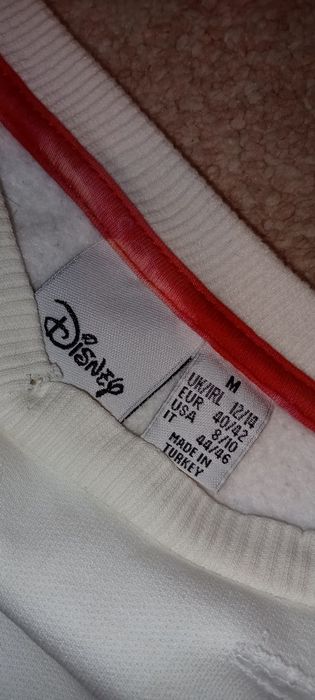 Disney
M
UK/IRL 12/14
EUR 40/42
USA 8/10
IT 44/46
MADE IN
TURKEY